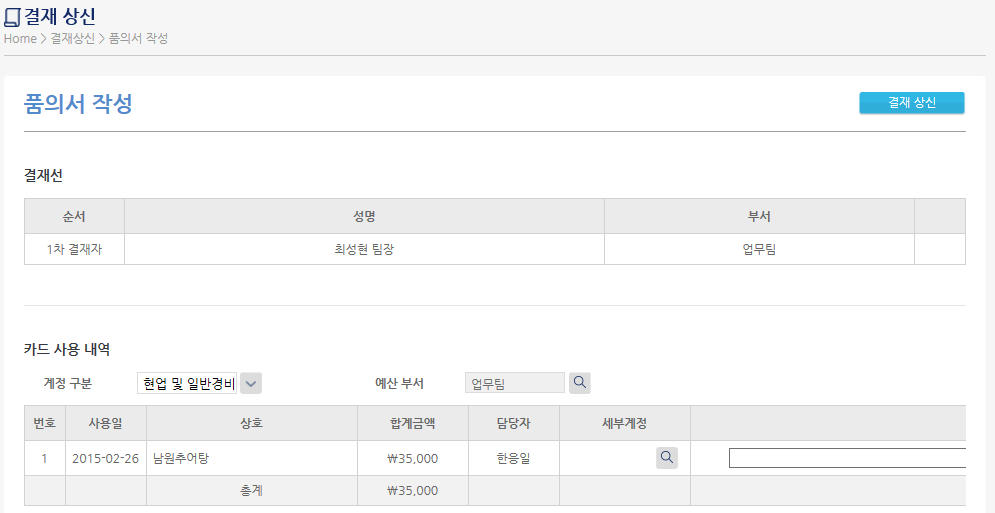 결재 상신
Home > 결재상신 > 품의서 작성
품의서 작성
결재 상신
결재선
순서 성명 부서
1차 결재자 최성현 팀장 업무팀
카드 사용 내역
계정 구분 현업 및 일반경비 예산 부서 업무팀
번호 사용일 상호 합계금액 담당자 세부계정
1 2015-02-26 남원추어탕 ₩35,000 한응일
총계 ₩35,000